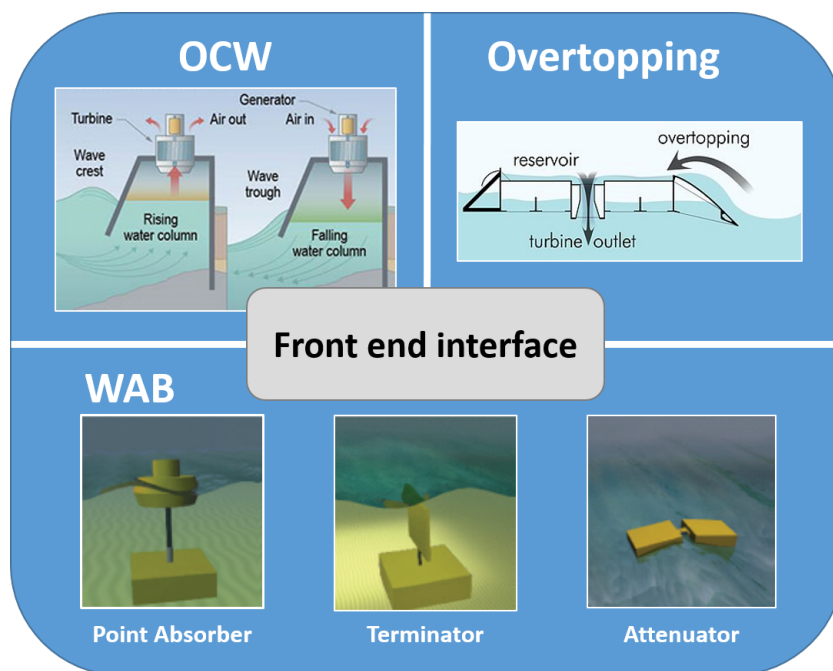 OCW
Overtopping
Generator
Turbine
Air out
Air in
Wave
crest
Wave
trough
Rising
water column
Falling
water column
overtopping
reservoir
turbine outlet
Front end interface
WAB
Point Absorber
Terminator
Attenuator